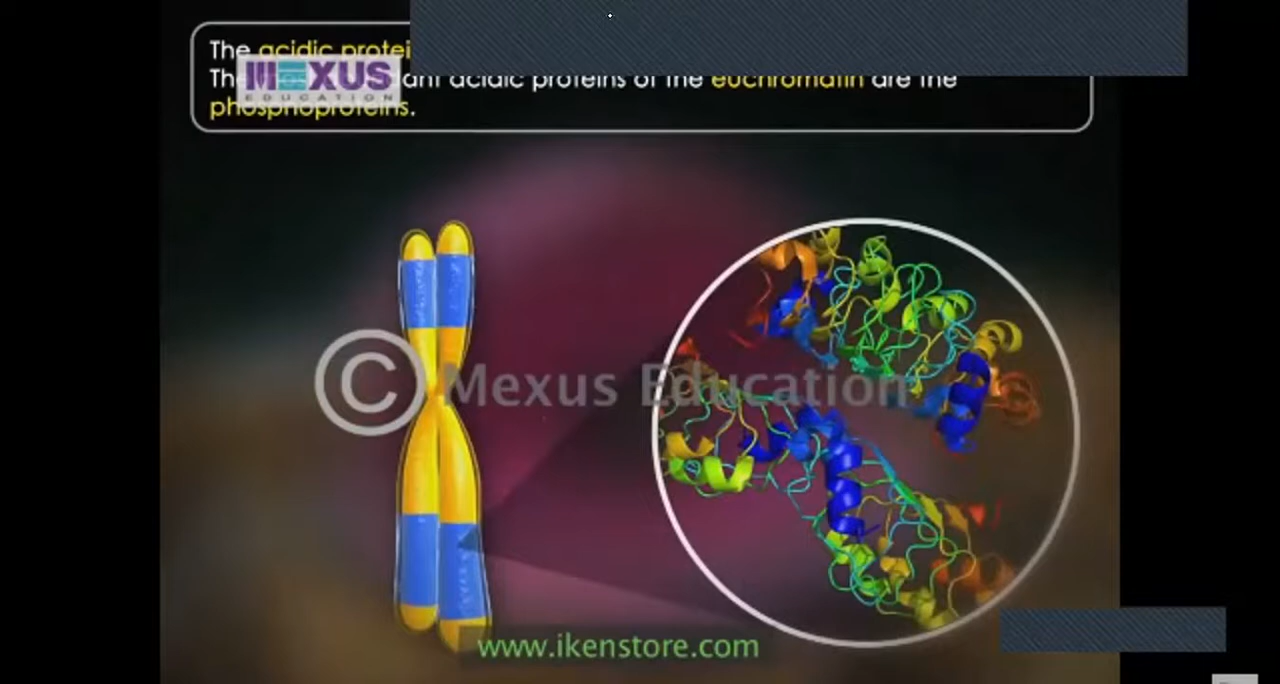 The acidic protei
The ant acidic proteins of the euchromatin are the
phosphoproteins.
MEXUS
EDUCATION
© Mexus Education
www.ikenstore.com